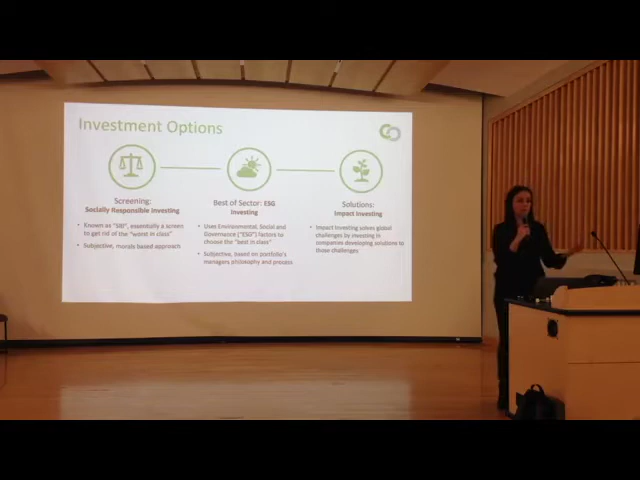 Investment Options
Screening:
Socially Responsible Investing
• Known as "SRI", essentially a screen
to get rid of the "worst in class"
• Subjective, morals based approach
Best of Sector: ESG
Investing
• Uses Environmental, Social and
Governance ("ESG") factors to
choose the "best in class"
• Subjective, based on portfolio's
managers philosophy and process
Solutions:
Impact Investing
• Impact Investing solves global
challenges by investing in
companies developing solutions to
those challenges